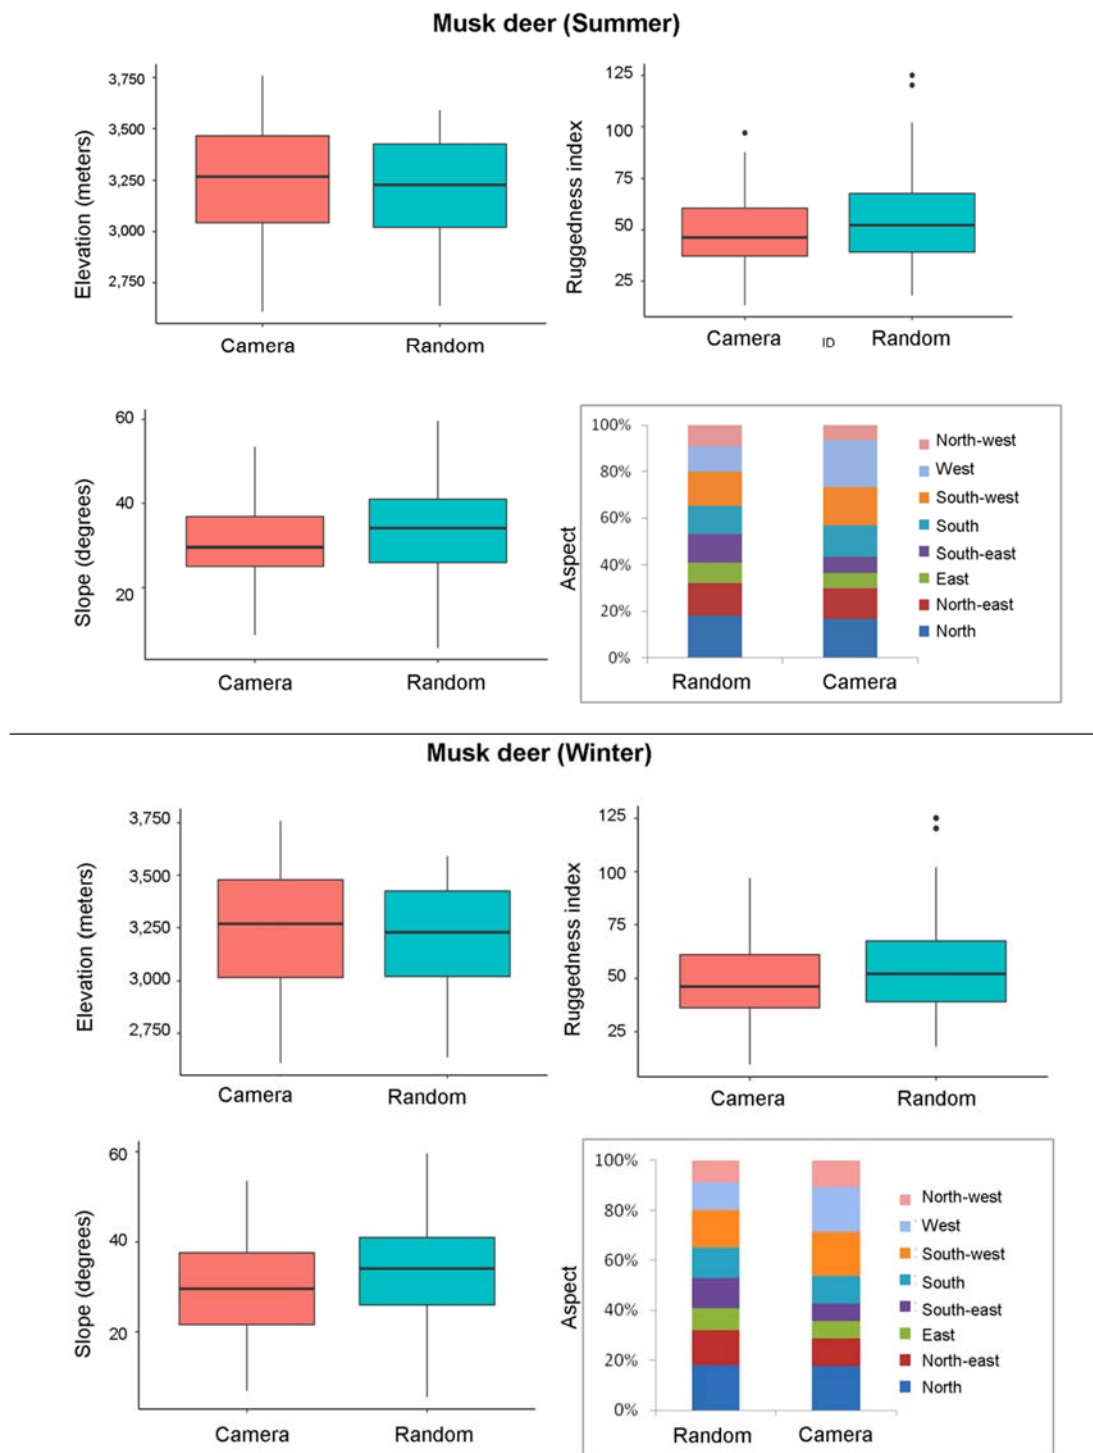 Musk deer (Summer)
Elevation (meters)
3,750
3,500
3,250
3,000
2,750
Camera
Random
Ruggedness index
125
100
75
50
25
Camera
ID
Random
Slope (degrees)
60
40
20
Camera
Random
Aspect
100%
80%
60%
40%
20%
0%
Random
Camera
North-west
West
South-west
South
South-east
East
North-east
North
Musk deer (Winter)
Elevation (meters)
3,750
3,500
3,250
3,000
2,750
Camera
Random
Ruggedness index
125
100
75
50
25
Camera
Random
Slope (degrees)
60
40
20
Camera
Random
Aspect
100%
80%
60%
40%
20%
0%
Random
Camera
North-west
West
South-west
South
South-east
East
North-east
North